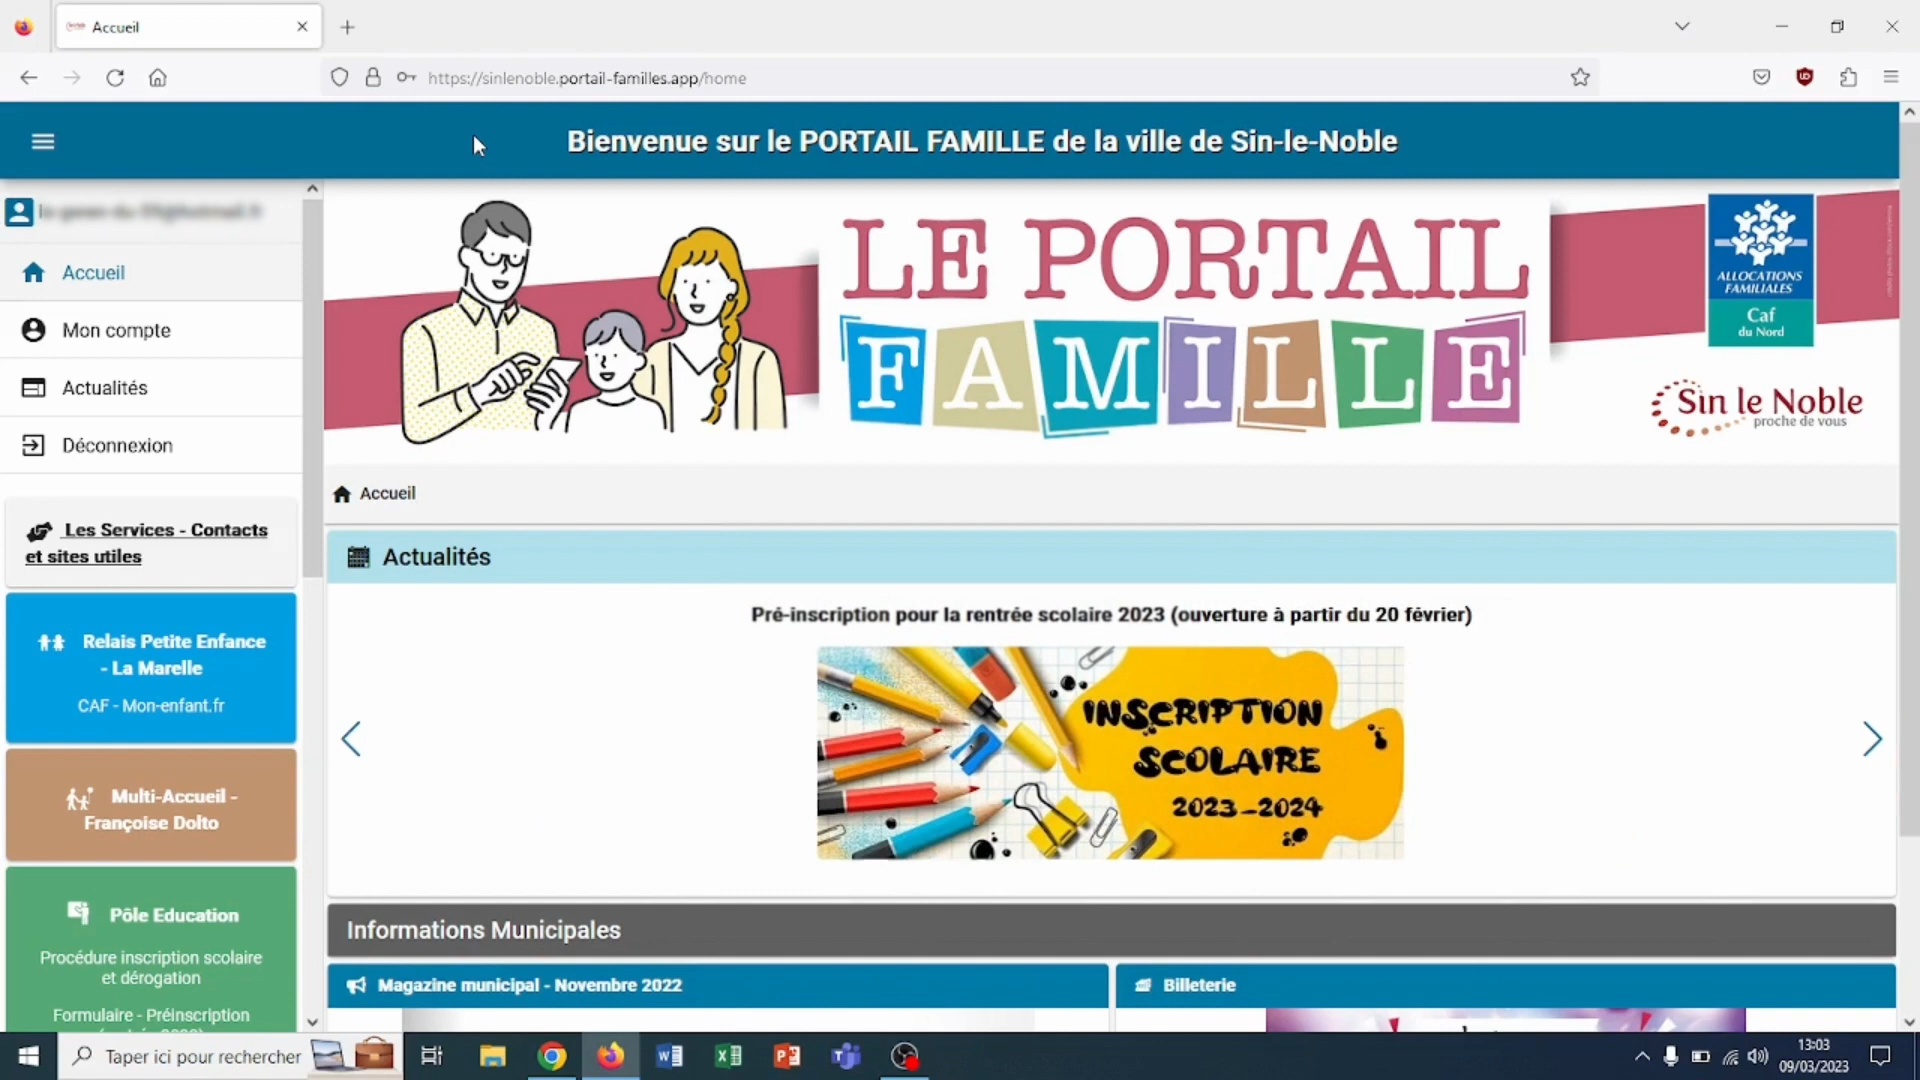 Accueil
https://sinlenoble.portail-familles.app/home
Bienvenue sur le PORTAIL FAMILLE de la ville de Sin-le-Noble
Accueil
Mon compte
Actualités
Déconnexion
Les Services - Contacts
et sites utiles
Relais Petite Enfance
- La Marelle
CAF - Mon-enfant.fr
Multi-Accueil -
Françoise Dolto
Pôle Education
Procédure inscription scolaire
et dérogation
Formulaire - Préinscription
LE PORTAIL
FAMILLE
ALLOCATIONS
FAMILIALES
Caf
du Nord
Sin le Noble
proche de vous
Accueil
Actualités
Pré-inscription pour la rentrée scolaire 2023 (ouverture à partir du 20 février)
INSCRIPTION
SCOLAIRE
2023-2024
Informations Municipales
Magazine municipal - Novembre 2022
Billeterie
Taper ici pour rechercher
13:03
09/03/2023